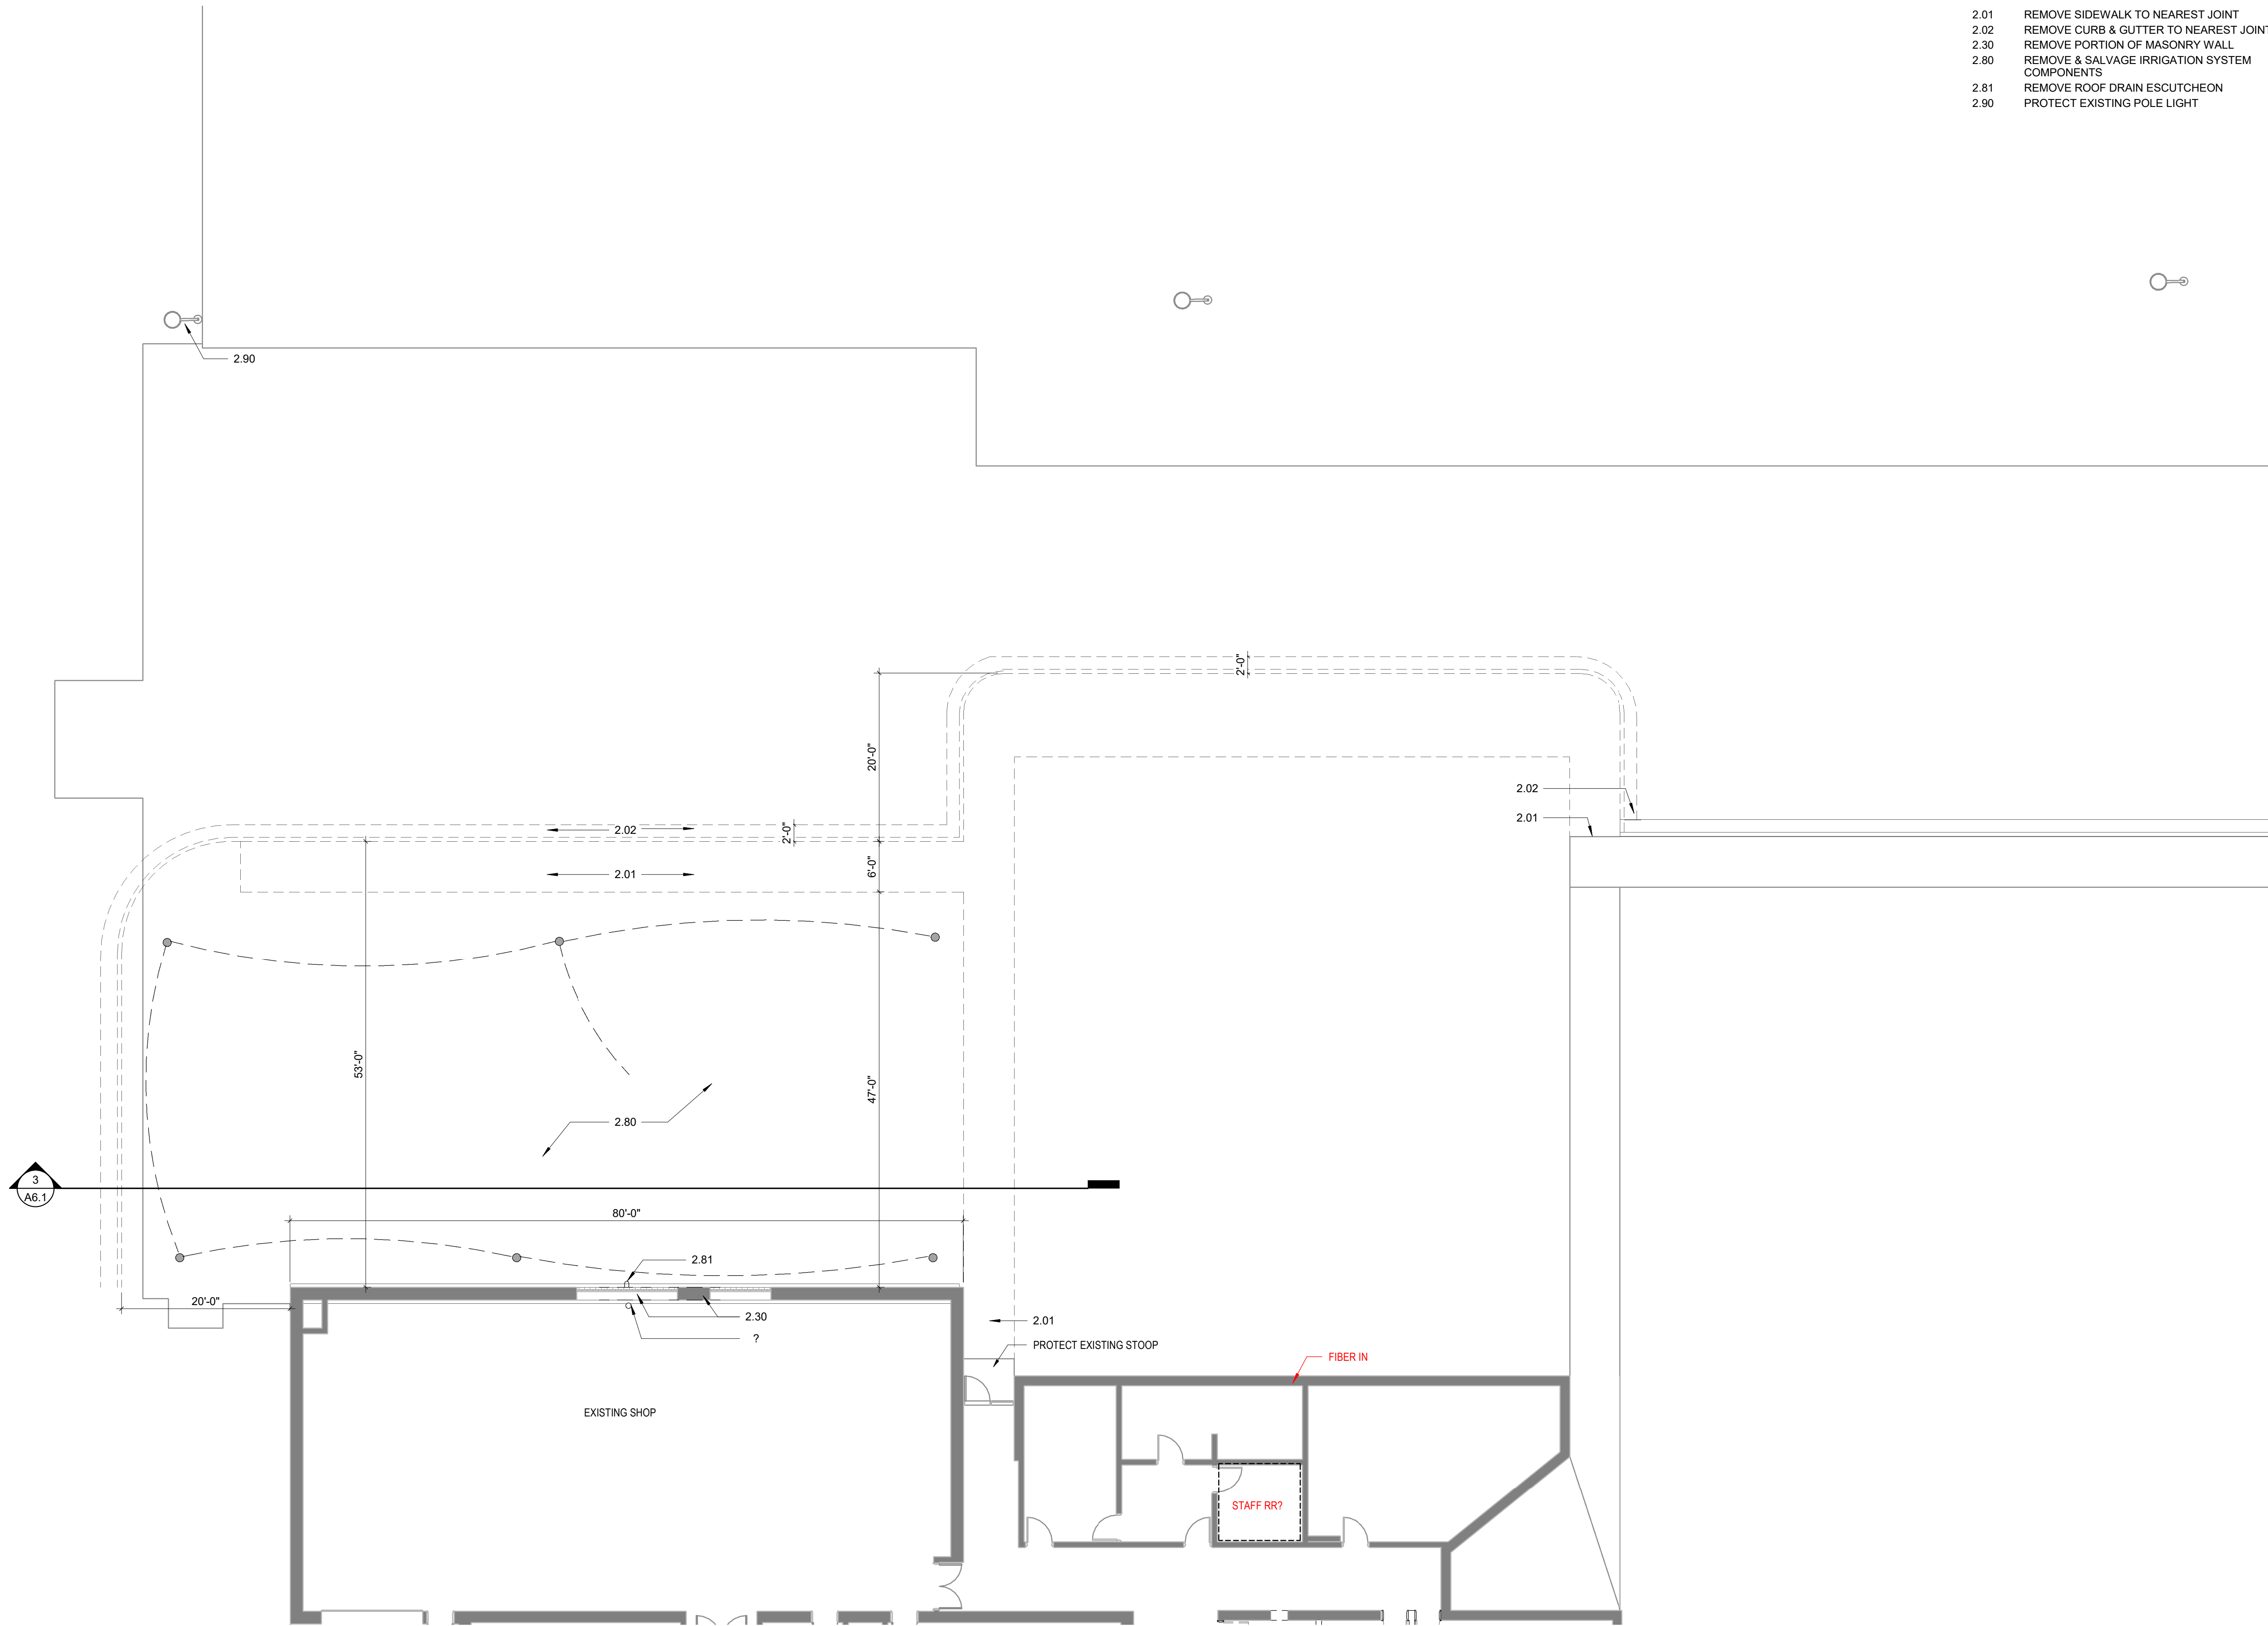 2.01 REMOVE SIDEWALK TO NEAREST JOINT
2.02 REMOVE CURB & GUTTER TO NEAREST JOINT
2.30 REMOVE PORTION OF MASONRY WALL
2.80 REMOVE & SALVAGE IRRIGATION SYSTEM
COMPONENTS
2.81 REMOVE ROOF DRAIN ESCUTCHEON
2.90 PROTECT EXISTING POLE LIGHT
2.90
2'-0"
20'-0"
2.02
2.01
2.02
2'-0"
6'-0"
2.01
53'-0"
47'-0"
2.80
3
A6.1
80'-0"
2.81
20'-0"
2.30
?
2.01
PROTECT EXISTING STOOP
FIBER IN
EXISTING SHOP
STAFF RR?